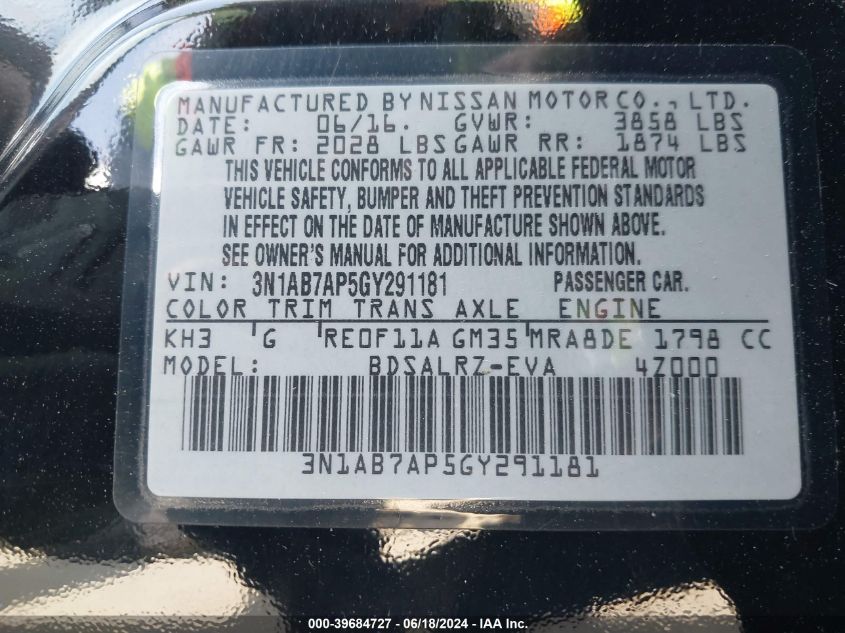 MANUFACTURED BY NISSAN MOTOR CO., LTD.
DATE: 06/16. GVWR: 3858 LBS
GAWR FR: 2028 LBS GAWR RR: 1874 LBS
THIS VEHICLE CONFORMS TO ALL APPLICABLE FEDERAL MOTOR
VEHICLE SAFETY, BUMPER AND THEFT PREVENTION STANDARDS
IN EFFECT ON THE DATE OF MANUFACTURE SHOWN ABOVE.
SEE OWNER'S MANUAL FOR ADDITIONAL INFORMATION.
VIN: 3N1AB7AP5GY291181 PASSENGER CAR.
COLOR TRIM TRANS AXLE ENGINE
KH3 G RE0F11A GM35 MRA8DE 1798 CC
MODEL: BDSALRZ-EVA 4Z000
3N1AB7AP5GY291181
000-39684727 - 06/18/2024 - IAAI.com